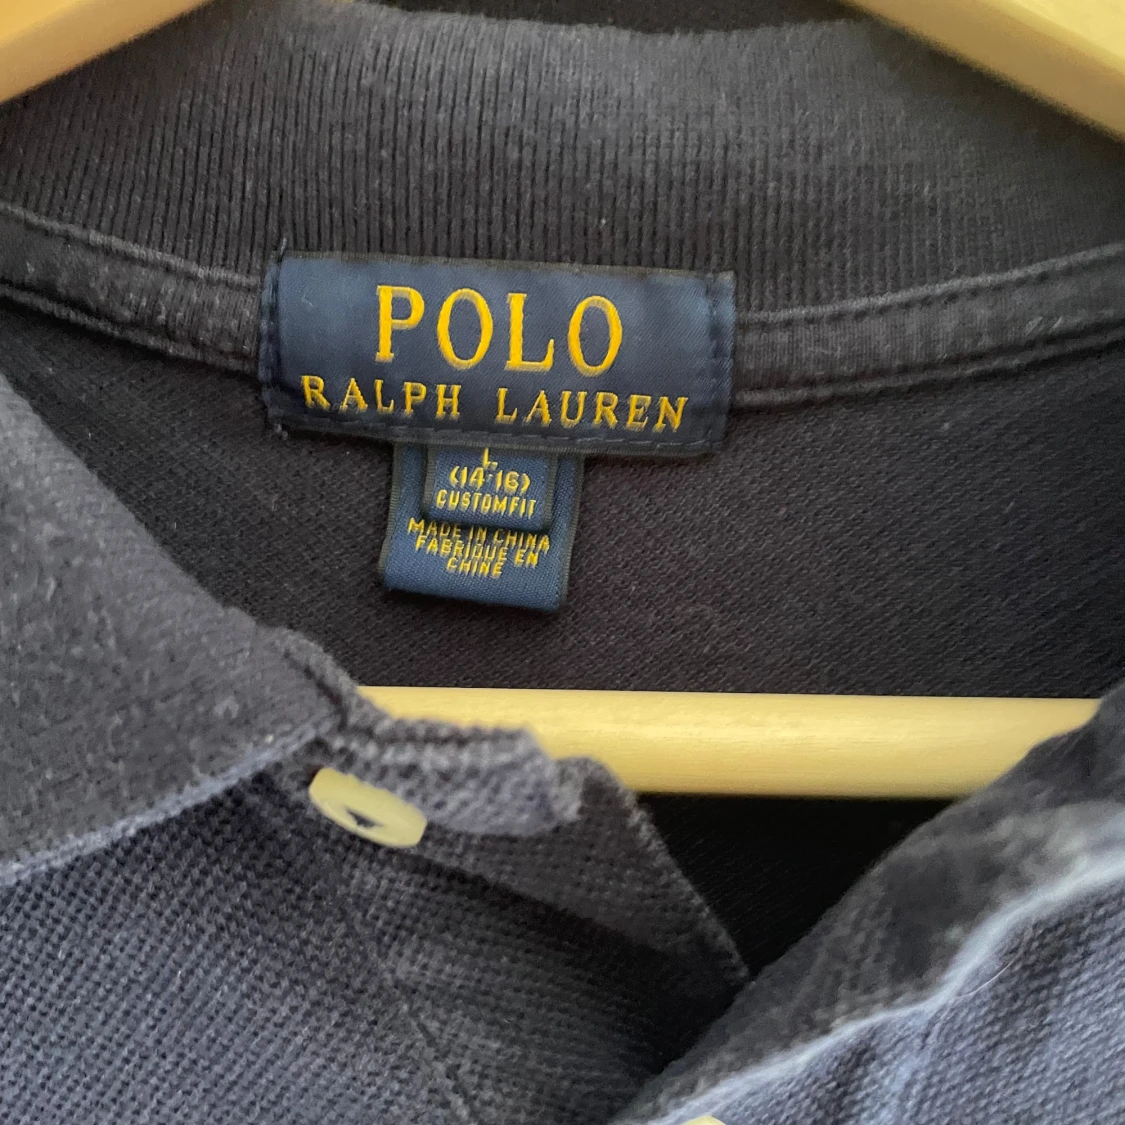 POLO
RALPH LAUREN
L
(14-16)
CUSTOM FIT
MADE IN CHINA
FABRIQUE EN
CHINE